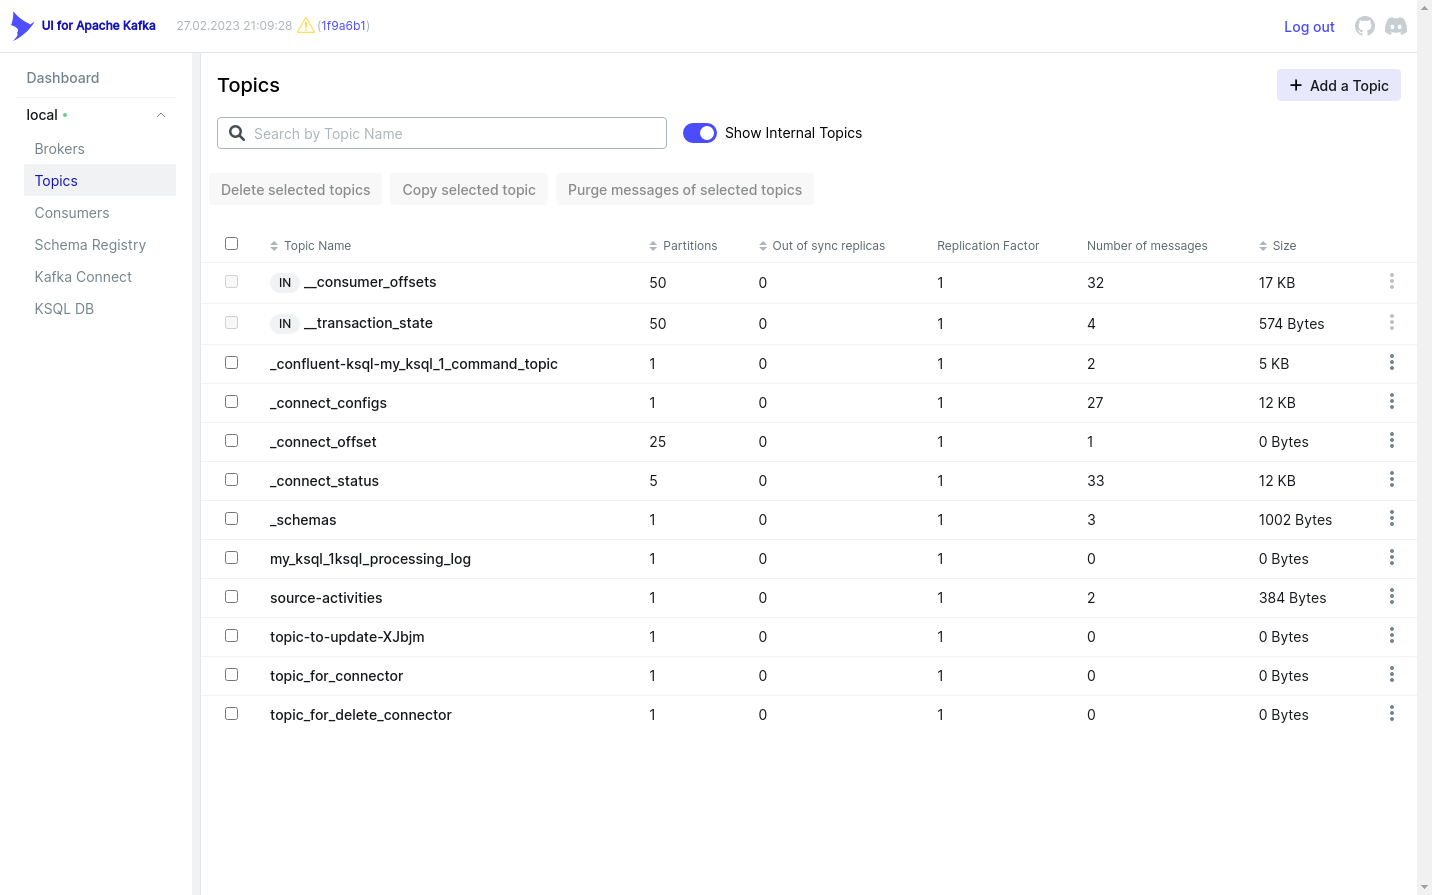 UI for Apache Kafka 27.02.2023 21:09:28 (1f9a6b1) Log out
Dashboard
local
Brokers
Topics
Consumers
Schema Registry
Kafka Connect
KSQL DB
Topics
Add a Topic
Search by Topic Name Show Internal Topics
Delete selected topics Copy selected topic Purge messages of selected topics
Topic Name Partitions Out of sync replicas Replication Factor Number of messages Size
IN __consumer_offsets 50 0 1 32 17 KB
IN __transaction_state 50 0 1 4 574 Bytes
_confluent-ksql-my_ksql_1_command_topic 1 0 1 2 5 KB
_connect_configs 1 0 1 27 12 KB
_connect_offset 25 0 1 1 0 Bytes
_connect_status 5 0 1 33 12 KB
_schemas 1 0 1 3 1002 Bytes
my_ksql_1ksql_processing_log 1 0 1 0 0 Bytes
source-activities 1 0 1 2 384 Bytes
topic-to-update-XJbjm 1 0 1 0 0 Bytes
topic_for_connector 1 0 1 0 0 Bytes
topic_for_delete_connector 1 0 1 0 0 Bytes